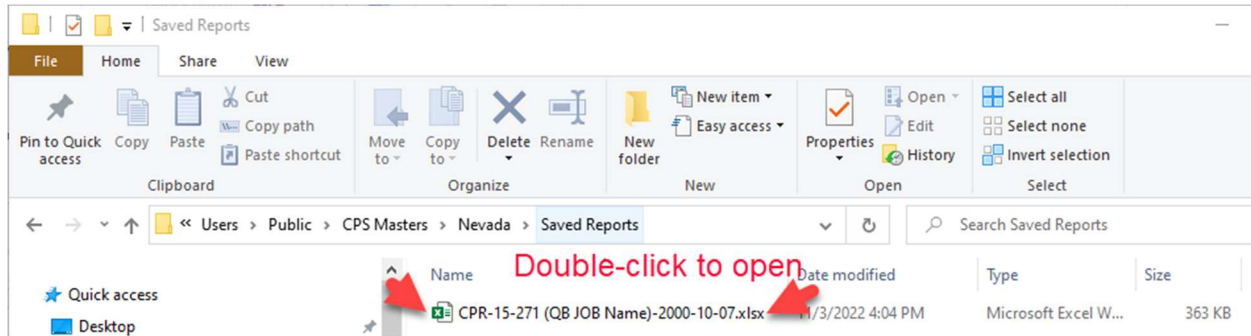 Saved Reports
File Home Share View
Pin to Quick access
Copy
Paste
Cut
Copy path
Paste shortcut
Move to
Copy to
Delete
Rename
New folder
New item
Easy access
Properties
Open
Edit
History
Select all
Select none
Invert selection
Clipboard Organize New Open Select
« Users > Public > CPS Masters > Nevada > Saved Reports
Search Saved Reports
Double-click to open
Name Date modified Type Size
Quick access
CPR-15-271 (QB JOB Name)-2000-10-07.xlsx /3/2022 4:04 PM Microsoft Excel W... 363 KB
Desktop